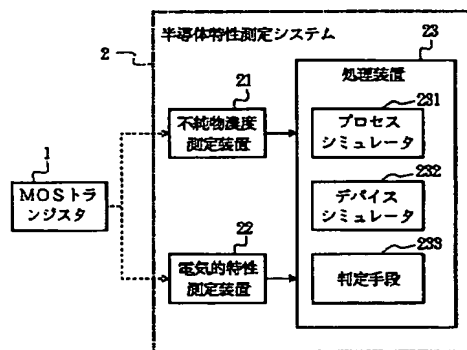 半導体特性測定システム
2
23
処理装置
21
不純物濃度
測定装置
231
プロセス
シミュレータ
1
MOSトラ
ンジスタ
232
デバイス
シミュレータ
22
電気的特性
測定装置
233
判定手段